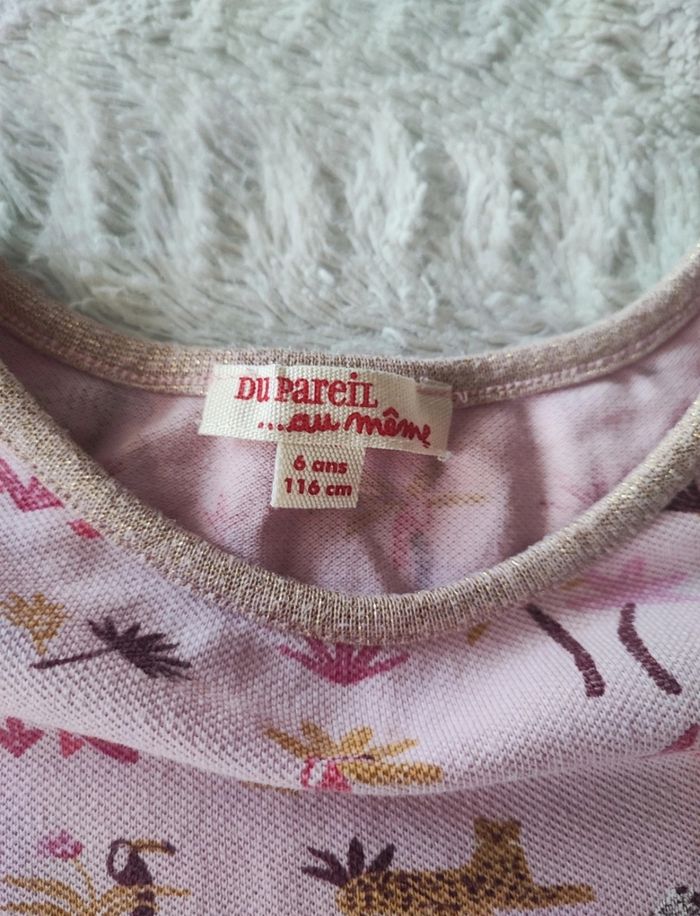 DU PAREIL
...au même
6 ans
116 cm